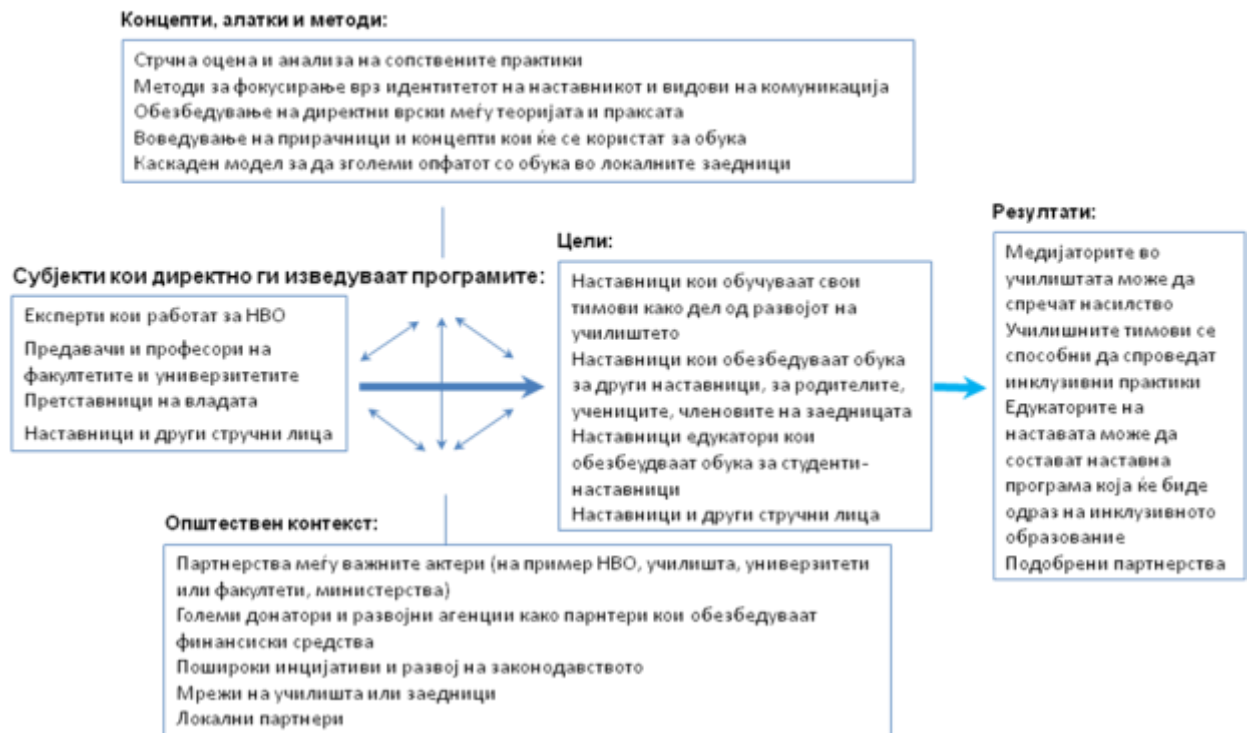 Концепти, алатки и методи:
Стрчна оцена и анализа на сопствените практики
Методи за фокусирање врз идентитетот на наставникот и видови на комуникација
Обезбедување на директни врски меѓу теоријата и праксата
Воведување на прирачници и концепти кои ќе се користат за обука
Каскаден модел за да зголеми опфатот со обука во локалните заедници
Субјекти кои директно ги изведуваат програмите:
Експерти кои работат за НВО
Предавачи и професори на
факултетите и универзитетите
Претставници на владата
Наставници и други стручни лица
Цели:
Наставници кои обучуваат свои
тимови како дел од развојот на
училиштето
Наставници кои обезбедуваат обука
за други наставници, за родителите,
учениците, членовите на заедницата
Наставници едукатори кои
обезбеудваат обука за студенти-
наставници
Наставници и други стручни лица
Резултати:
Медијаторите во
училиштата може да
спречат насилство
Училишните тимови се
способни да спроведат
инклузивни практики
Едукаторите на
наставата може да
состават наставна
програма која ќе биде
одраз на инклузивното
образование
Подобрени партнерства
Општествен контекст:
Партнерства меѓу важните актери (на пример НВО, училишта, универзитети
или факултети, министерства)
Големи донатори и развојни агенции како парнтери кои обезбедуваат
финансиски средства
Пошироки инцијативи и развој на законодавството
Мрежи на училишта или заедници
Локални партнери